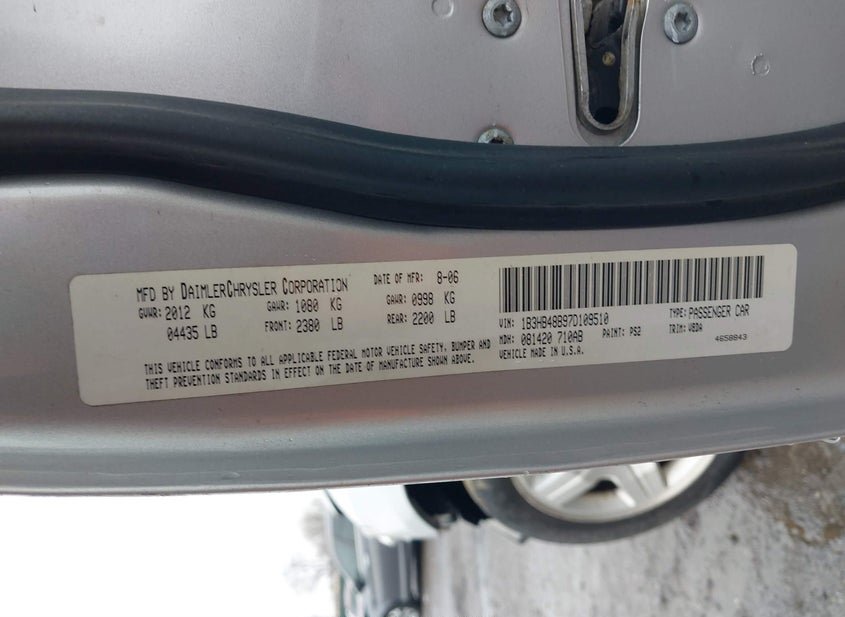 MFD BY DAIMLERCHRYSLER CORPORATION DATE OF MFR: 8-06
GVWR: 2012 KG GAWR: 1080 KG GAWR: 0998 KG
04435 LB FRONT: 2380 LB REAR: 2200 LB
THIS VEHICLE CONFORMS TO ALL APPLICABLE FEDERAL MOTOR VEHICLE SAFETY, BUMPER AND
THEFT PREVENTION STANDARDS IN EFFECT ON THE DATE OF MANUFACTURE SHOWN ABOVE.
VIN: 1B3HB48B97D108510 TYPE: PASSENGER CAR
MDH: 081420 710AB PAINT: PS2 TRIM: V8DA
VEHICLE MADE IN U.S.A. 4658843